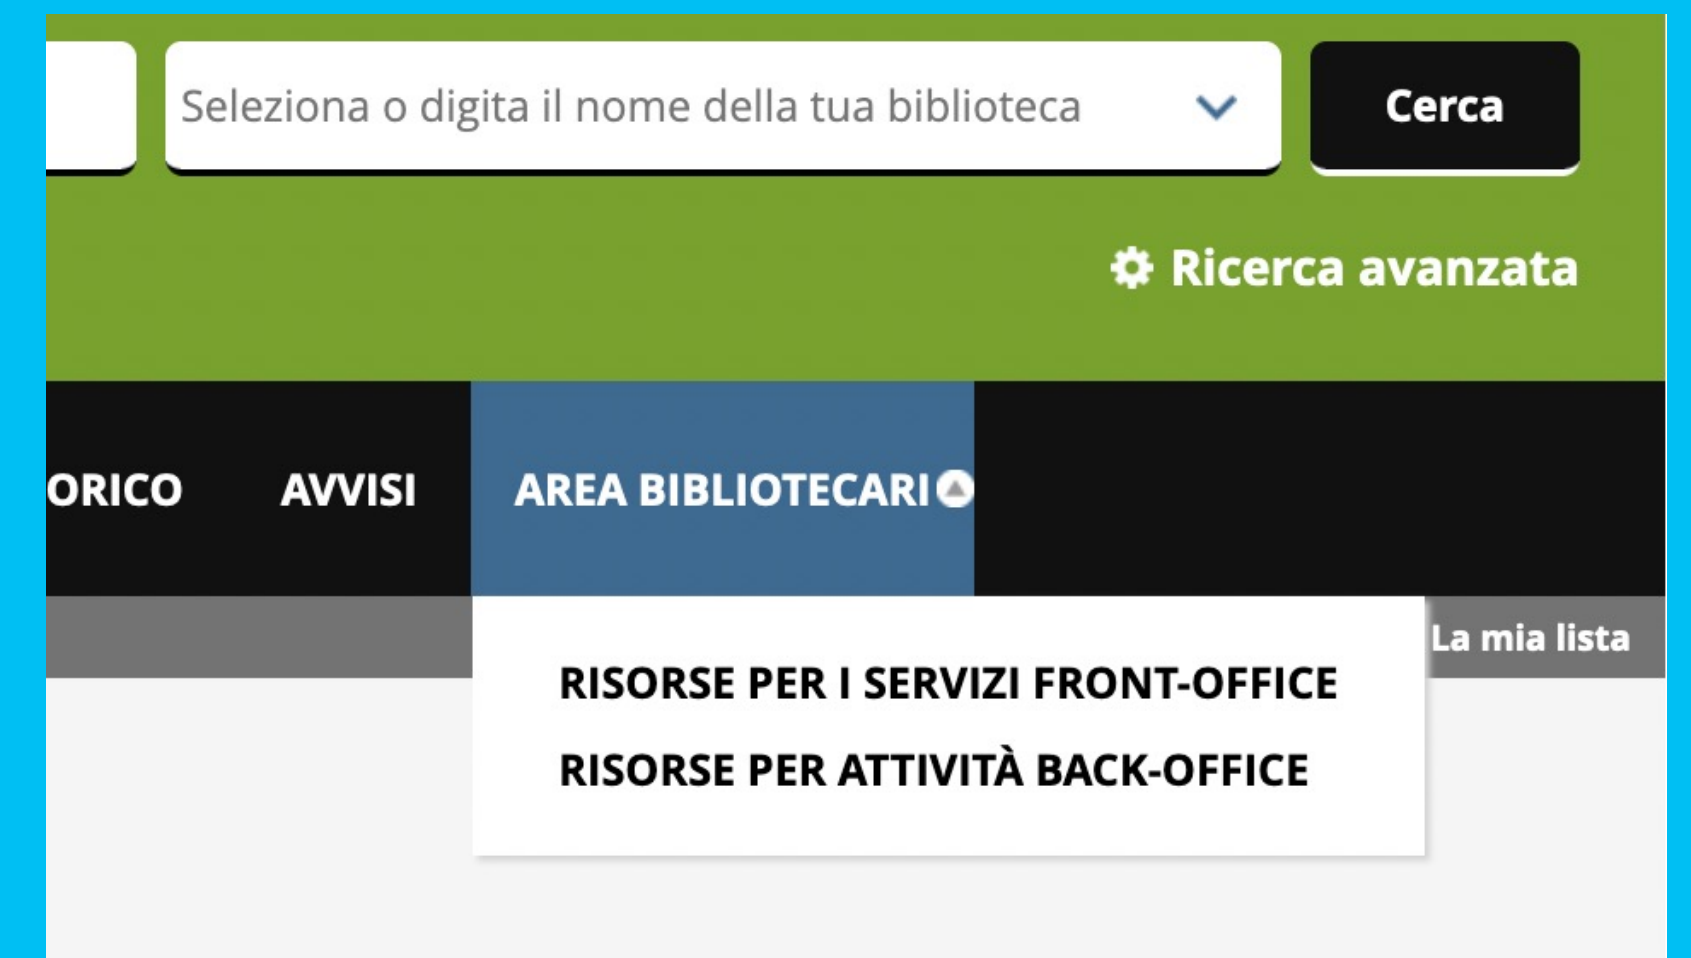 Seleziona o digita il nome della tua biblioteca
Cerca
Ricerca avanzata
ORICO
AVVISI
AREA BIBLIOTECARI
La mia lista
RISORSE PER I SERVIZI FRONT-OFFICE
RISORSE PER ATTIVITÀ BACK-OFFICE